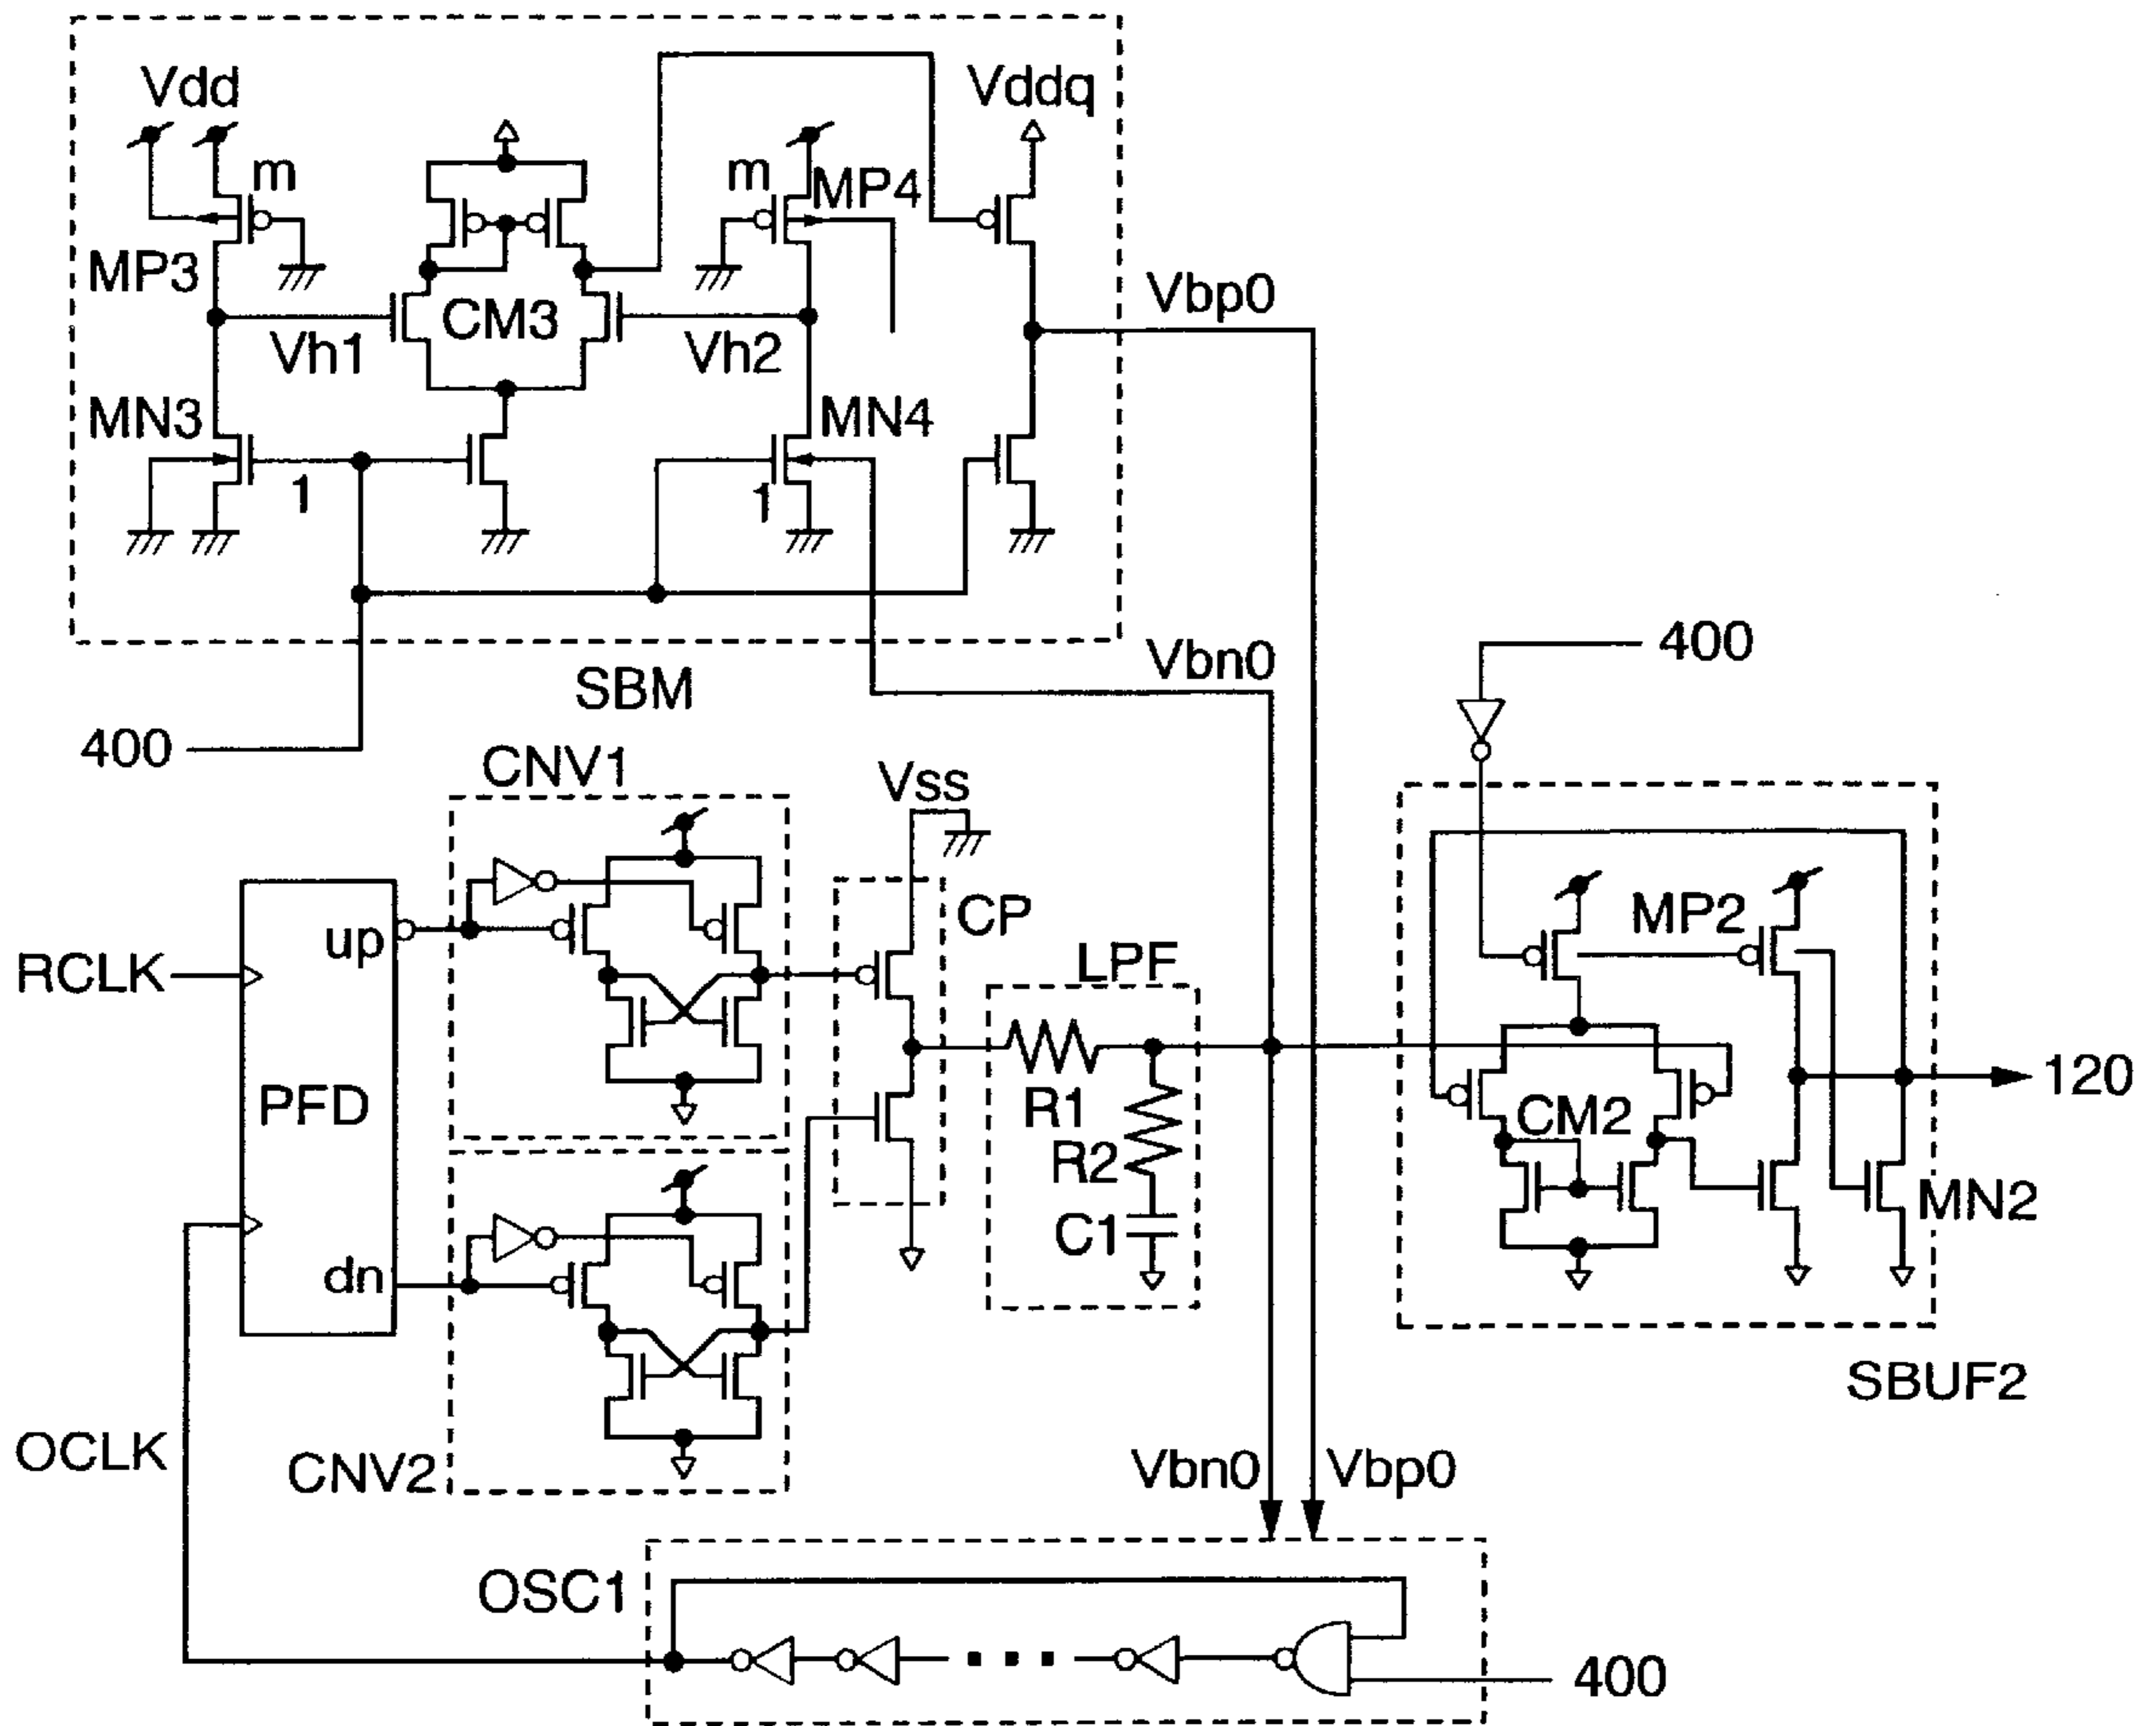 Vdd
Vddq
m
m
MP4
MP3
CM3
Vbp0
Vh1
Vh2
MN3
MN4
1
1
Vbn0
SBM
400
400
CNV1
Vss
CP
MP2
up
LPF
RCLK
PFD
R1
CM2
120
R2
MN2
C1
dn
SBUF2
OCLK
CNV2
Vbn0
Vbp0
OSC1
400